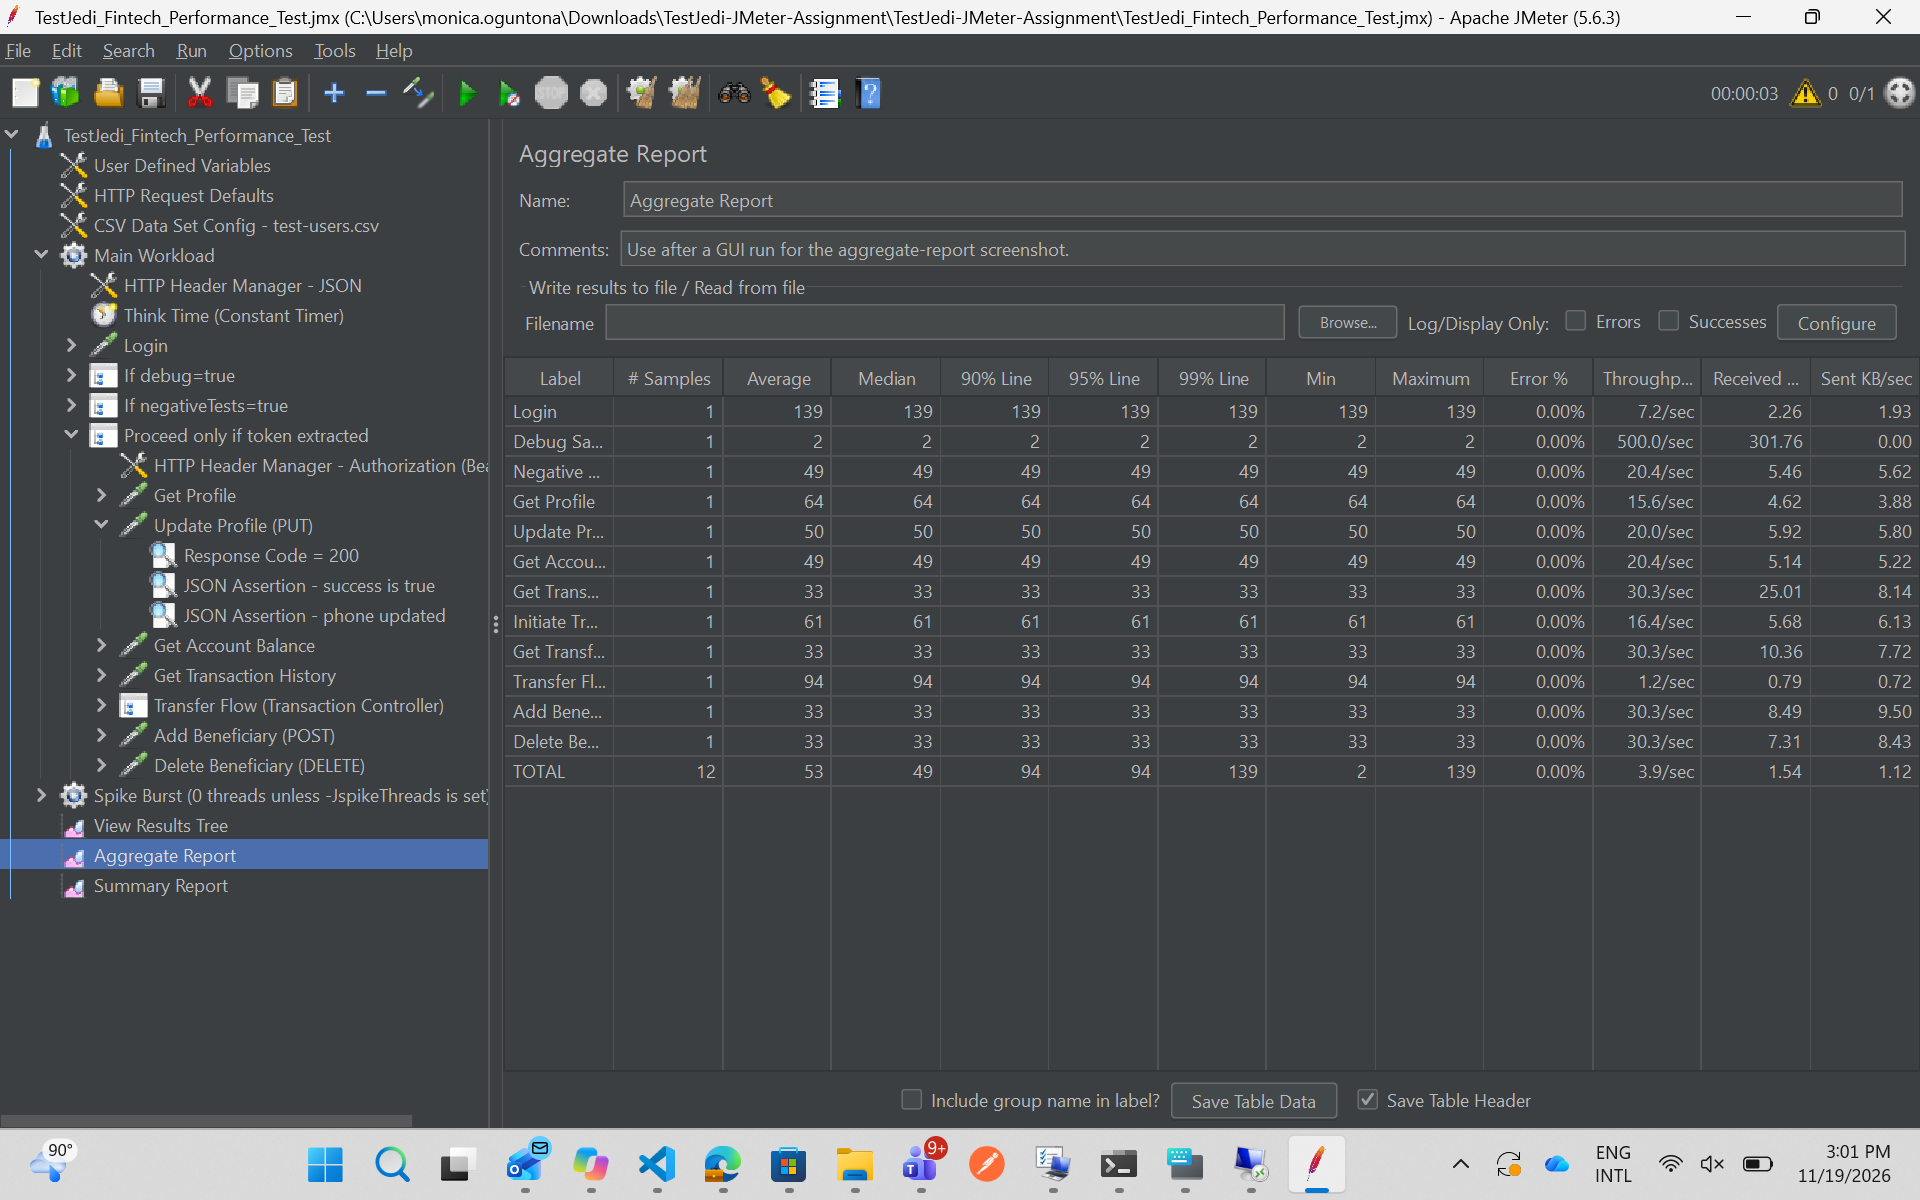 TestJedi_Fintech_Performance_Test.jmx (C:\Users\monica.oguntona\Downloads\TestJedi-JMeter-Assignment\TestJedi-JMeter-Assignment\TestJedi_Fintech_Performance_Test.jmx) - Apache JMeter (5.6.3)
File Edit Search Run Options Tools Help
STOP 00:00:03 0 0/1
TestJedi_Fintech_Performance_Test
User Defined Variables
HTTP Request Defaults
CSV Data Set Config - test-users.csv
Main Workload
HTTP Header Manager - JSON
Think Time (Constant Timer)
Login
If debug=true
If negativeTests=true
Proceed only if token extracted
HTTP Header Manager - Authorization (Bea
Get Profile
Update Profile (PUT)
Response Code = 200
JSON Assertion - success is true
JSON Assertion - phone updated
Get Account Balance
Get Transaction History
Transfer Flow (Transaction Controller)
Add Beneficiary (POST)
Delete Beneficiary (DELETE)
Spike Burst (0 threads unless -JspikeThreads is set)
View Results Tree
Aggregate Report
Summary Report
Aggregate Report
Name: Aggregate Report
Comments: Use after a GUI run for the aggregate-report screenshot.
Write results to file / Read from file
Filename Browse... Log/Display Only: Errors Successes Configure
Label # Samples Average Median 90% Line 95% Line 99% Line Min Maximum Error % Throughp... Received ... Sent KB/sec
Login 1 139 139 139 139 139 139 139 0.00% 7.2/sec 2.26 1.93
Debug Sa... 1 2 2 2 2 2 2 2 0.00% 500.0/sec 301.76 0.00
Negative ... 1 49 49 49 49 49 49 49 0.00% 20.4/sec 5.46 5.62
Get Profile 1 64 64 64 64 64 64 64 0.00% 15.6/sec 4.62 3.88
Update Pr... 1 50 50 50 50 50 50 50 0.00% 20.0/sec 5.92 5.80
Get Accou... 1 49 49 49 49 49 49 49 0.00% 20.4/sec 5.14 5.22
Get Trans... 1 33 33 33 33 33 33 33 0.00% 30.3/sec 25.01 8.14
Initiate Tr... 1 61 61 61 61 61 61 61 0.00% 16.4/sec 5.68 6.13
Get Transf... 1 33 33 33 33 33 33 33 0.00% 30.3/sec 10.36 7.72
Transfer Fl... 1 94 94 94 94 94 94 94 0.00% 1.2/sec 0.79 0.72
Add Bene... 1 33 33 33 33 33 33 33 0.00% 30.3/sec 8.49 9.50
Delete Be... 1 33 33 33 33 33 33 33 0.00% 30.3/sec 7.31 8.43
TOTAL 12 53 49 94 94 139 2 139 0.00% 3.9/sec 1.54 1.12
Include group name in label? Save Table Data Save Table Header
90° 9+ ENG INTL 3:01 PM
11/19/2026